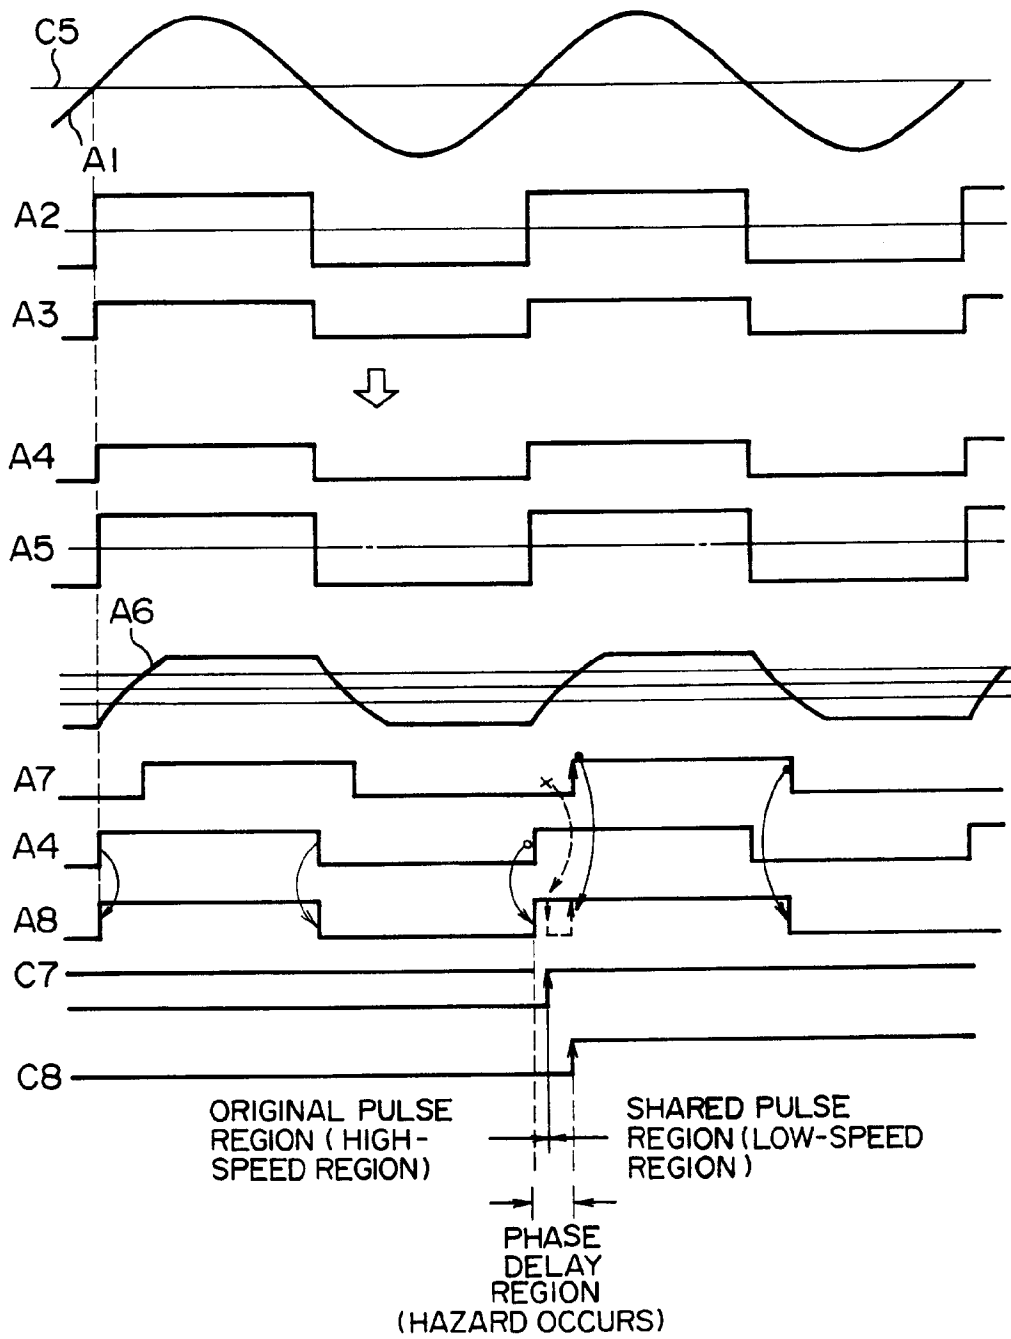 C5
A1
A2
A3
A4
A5
A6
A7
A4
A8
C7
C8
ORIGINAL PULSE
REGION (HIGH-
SPEED REGION)
SHARED PULSE
REGION (LOW-SPEED
REGION)
PHASE
DELAY
REGION
(HAZARD OCCURS)